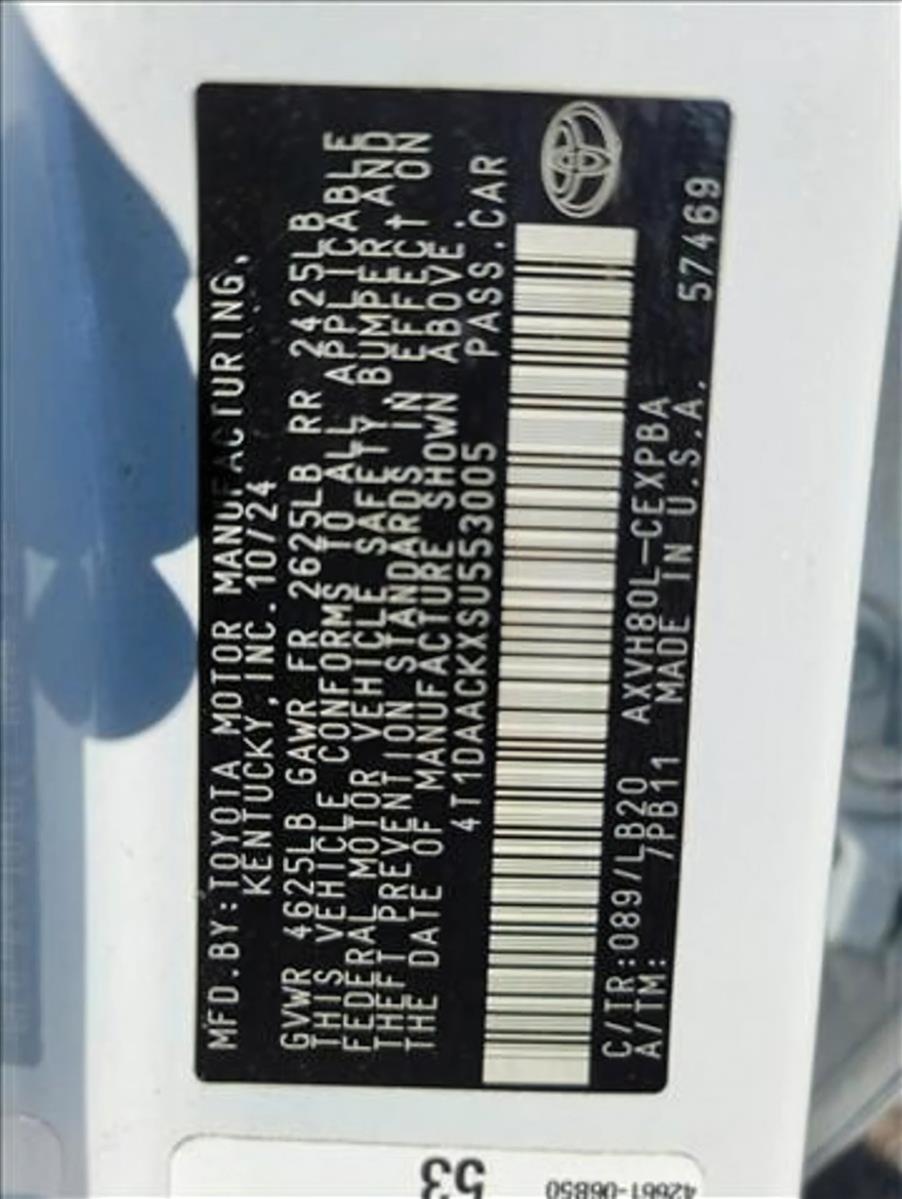 MFD.BY:TOYOTA MOTOR MANUFACTURING,
KENTUCKY,INC. 10/24
GVWR 4625LB GAWR FR 2625LB RR 2425LB
THIS VEHICLE CONFORMS TO ALL APPLICABLE
FEDERAL MOTOR VEHICLE SAFETY, BUMPER AND
THEFT PREVENTION STANDARDS IN EFFECT ON
THE DATE OF MANUFACTURE SHOWN ABOVE.
4T1DAACKXSU553005 PASS.CAR
C/TR:089/LB20 AXVH80L-CEXPBA
A/TM: 7PB11 MADE IN U.S.A. 57469
53
42661-06B50